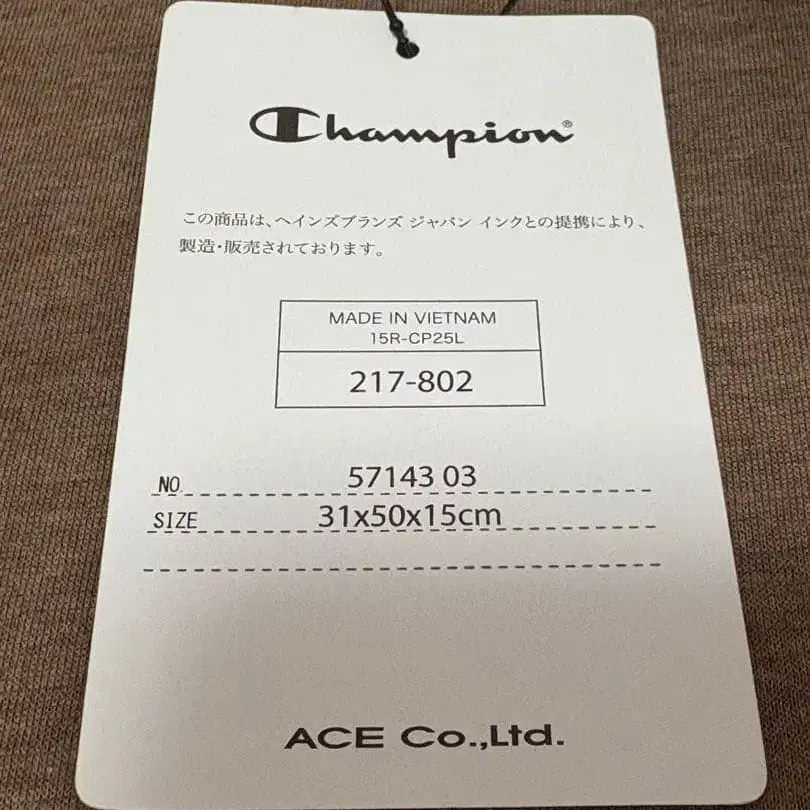 Champion®
この商品は、ヘインズブランズ ジャパン インクとの提携により、
製造・販売されております。
MADE IN VIETNAM
15R-CP25L
217-802
NO 57143 03
SIZE 31x50x15cm
ACE Co.,Ltd.